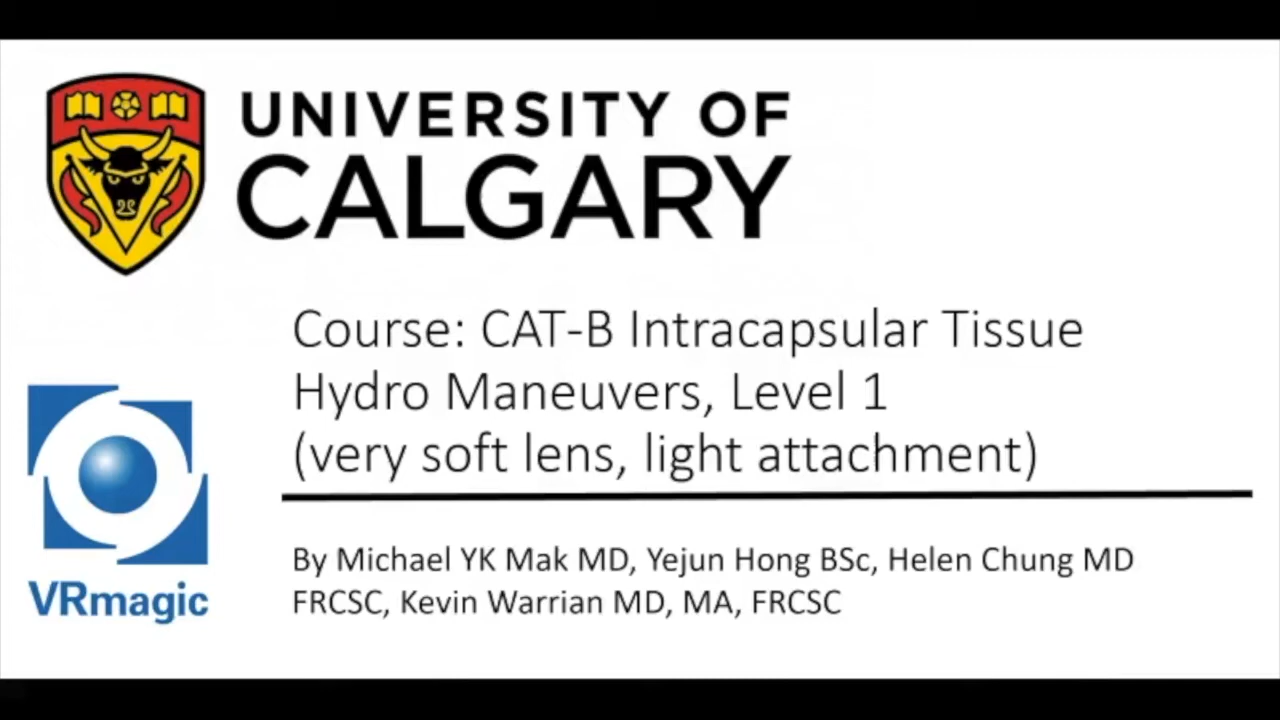 UNIVERSITY OF
CALGARY
Course: CAT-B Intracapsular Tissue
Hydro Maneuvers, Level 1
(very soft lens, light attachment)
VRmagic
By Michael YK Mak MD, Yejun Hong BSc, Helen Chung MD
FRCSC, Kevin Warrian MD, MA, FRCSC